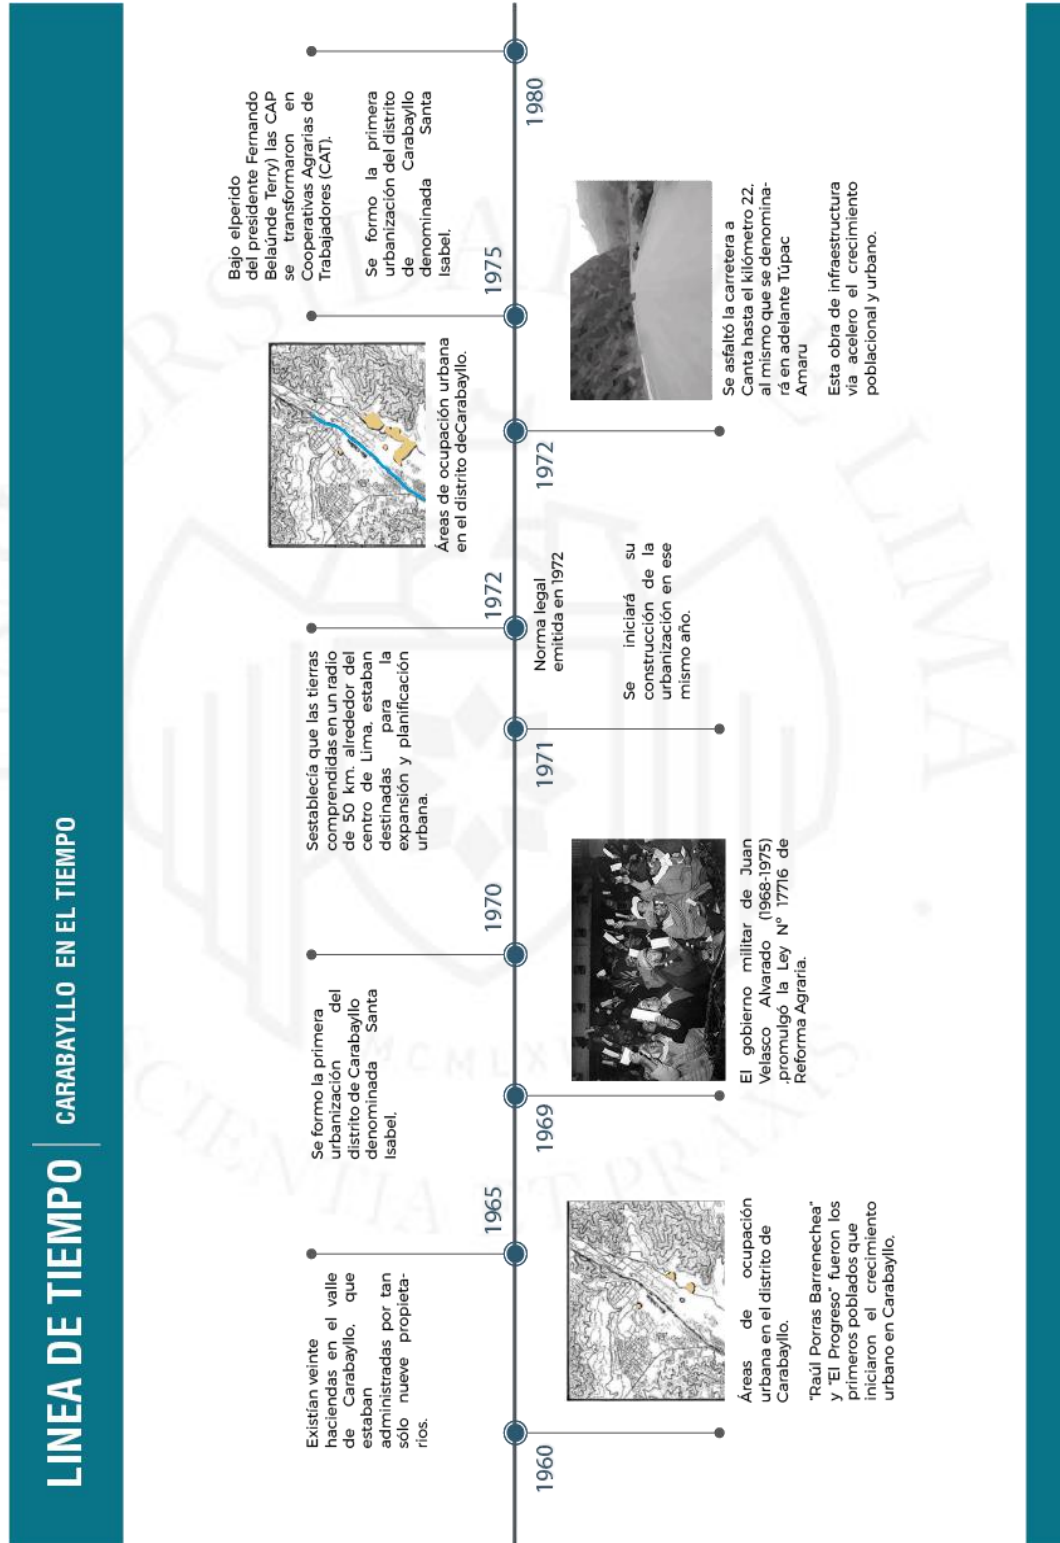 LINEA DE TIEMPO
CARABAYLLO EN EL TIEMPO
Existían veinte
haciendas en el valle
de Carabayllo, que
estaban
administradas por tan
sólo nueve propieta-
rios.
1960
Áreas de ocupación
urbana en el distrito de
Carabayllo.
"Raúl Porras Barrenechea"
y "El Progreso" fueron los
primeros poblados que
iniciaron el crecimiento
urbano en Carabayllo.
1965
Se formo la primera
urbanización del
distrito de Carabayllo
denominada Santa
Isabel.
1969
El gobierno militar de Juan
Velasco Alvarado (1968-1975)
,promulgó la Ley N° 17716 de
Reforma Agraria.
1970
Sestablecía que las tierras
comprendidas en un radio
de 50 km. alrededor del
centro de Lima, estaban
destinadas para la
expansión y planificación
urbana.
1971
Se iniciará su
construcción de la
urbanización en ese
mismo año.
1972
Norma legal
emitida en 1972
Áreas de ocupación urbana
en el distrito deCarabayllo.
1972
Se asfaltó la carretera a
Canta hasta el kilómetro 22,
al mismo que se denomina-
rá en adelante Túpac
Amaru
Esta obra de infraestructura
via acelero el crecimiento
poblacional y urbano.
1975
Bajo elperido
del presidente Fernando
Belaúnde Terry) las CAP
se transformaron en
Cooperativas Agrarias de
Trabajadores (CAT).
Se formo la primera
urbanización del distrito
de Carabayllo
denominada Santa
Isabel.
1980
SCIENTIA ET PRAXIS